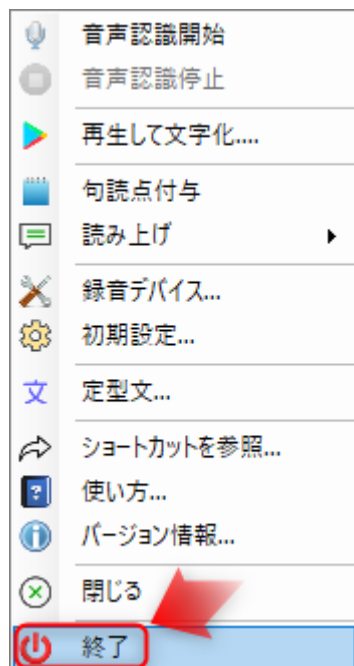 音声認識開始
音声認識停止
再生して文字化....
句読点付与
読み上げ
録音デバイス...
初期設定...
文 定型文...
ショートカットを参照...
使い方...
バージョン情報...
閉じる
終了